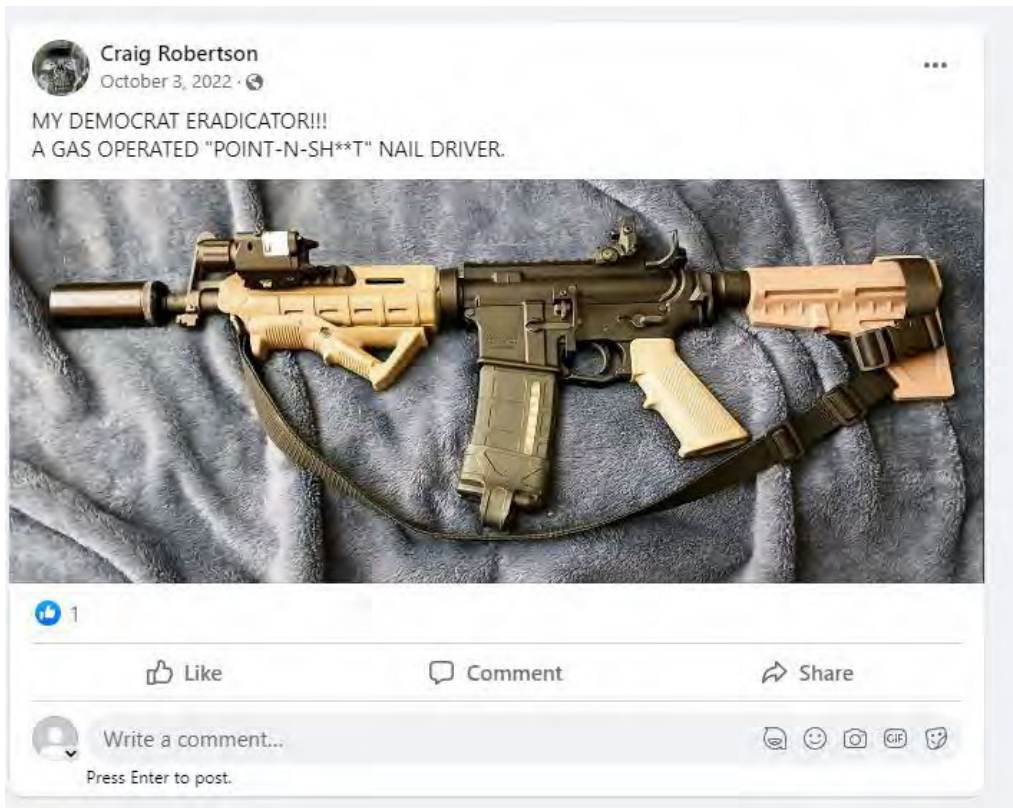 Craig Robertson
October 3, 2022 ·
MY DEMOCRAT ERADICATOR!!!
A GAS OPERATED "POINT-N-SH**T" NAIL DRIVER.
1
Like
Comment
Share
Write a comment...
GIF
Press Enter to post.